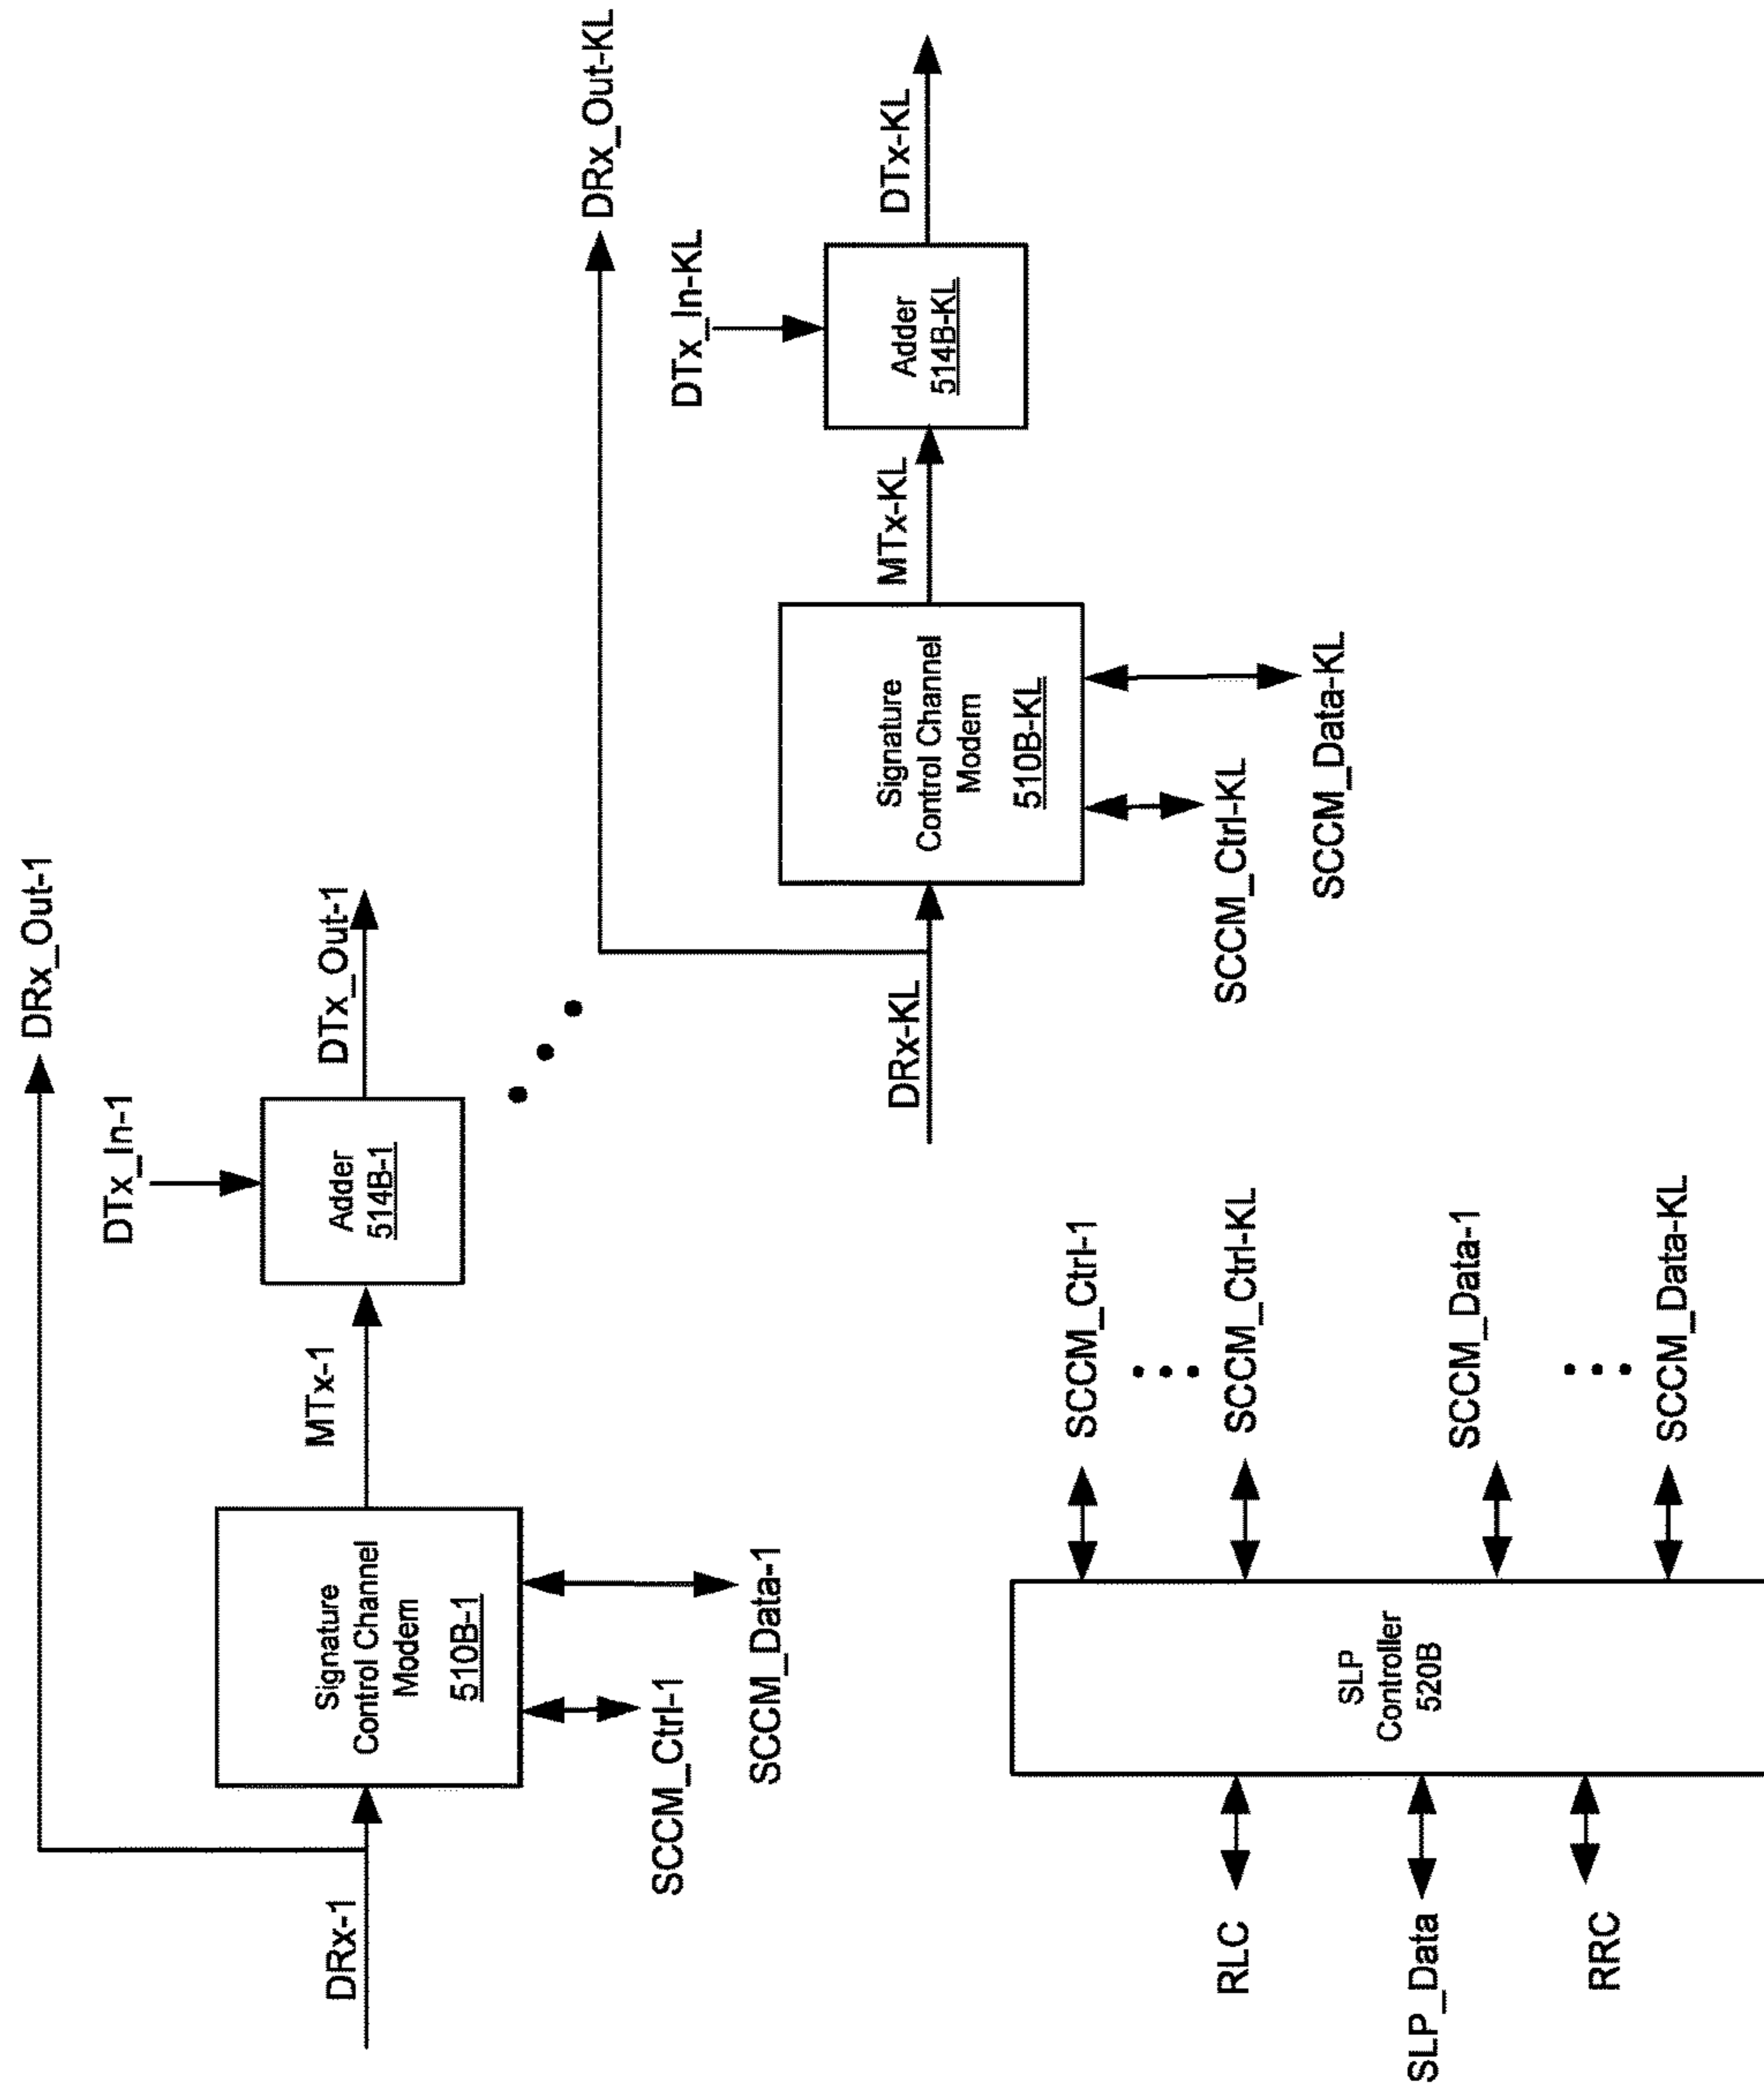 DRx_Out-1
DTx_In-1
DRx-1
Signature
Control Channel
Modem
510B-1
MTx-1
Adder
514B-1
DTx_Out-1
SCCM_Ctrl-1
SCCM_Data-1
DRx_Out-KL
DTx_In-KL
DRx-KL
Signature
Control Channel
Modem
510B-KL
MTx-KL
Adder
514B-KL
DTx-KL
SCCM_Ctrl-KL
SCCM_Data-KL
RLC
SLP_Data
RRC
SLP
Controller
520B
SCCM_Ctrl-1
SCCM_Ctrl-KL
SCCM_Data-1
SCCM_Data-KL